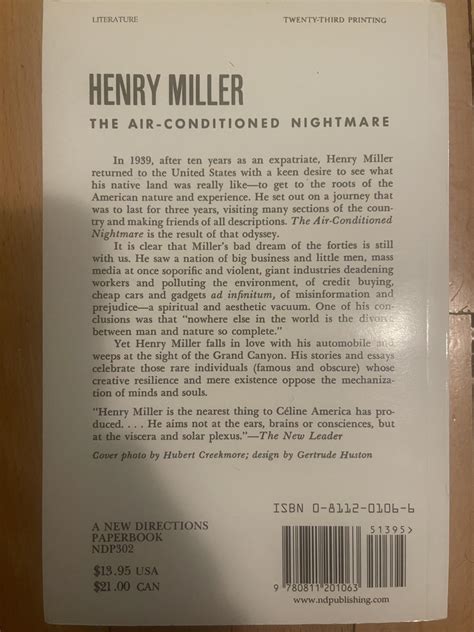 LITERATURE TWENTY-THIRD PRINTING
HENRY MILLER
THE AIR-CONDITIONED NIGHTMARE
In 1939, after ten years as an expatriate, Henry Miller
returned to the United States with a keen desire to see what
his native land was really like—to get to the roots of the
American nature and experience. He set out on a journey that
was to last for three years, visiting many sections of the coun-
try and making friends of all descriptions. The Air-Conditioned
Nightmare is the result of that odyssey.
It is clear that Miller's bad dream of the forties is still
with us. He saw a nation of big business and little men, mass
media at once soporific and violent, giant industries deadening
workers and polluting the environment, of credit buying,
cheap cars and gadgets ad infinitum, of misinformation and
prejudice—a spiritual and aesthetic vacuum. One of his con-
clusions was that "nowhere else in the world is the divorce
between man and nature so complete."
Yet Henry Miller falls in love with his automobile and
weeps at the sight of the Grand Canyon. His stories and essays
celebrate those rare individuals (famous and obscure) whose
creative resilience and mere existence oppose the mechaniza-
tion of minds and souls.
"Henry Miller is the nearest thing to Céline America has pro-
duced. . . . He aims not at the ears, brains or consciences, but
at the viscera and solar plexus."—The New Leader
Cover photo by Hubert Creekmore; design by Gertrude Huston
ISBN 0-8112-0106-6
51395>
A NEW DIRECTIONS
PAPERBOOK
NDP302
$13.95 USA
$21.00 CAN
9 780811 201063
www.ndpublishing.com